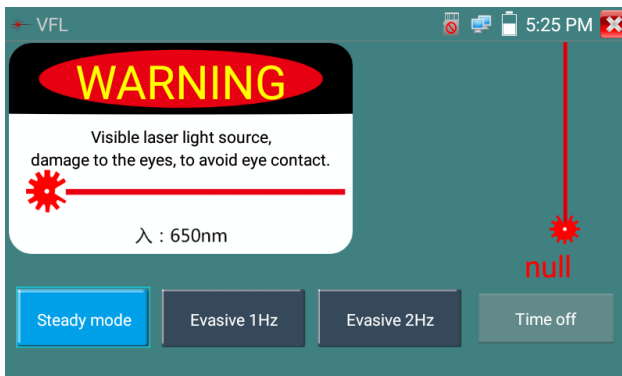 VFL
5:25 PM
WARNING
Visible laser light source,
damage to the eyes, to avoid eye contact.
入 : 650nm
null
Steady mode
Evasive 1Hz
Evasive 2Hz
Time off